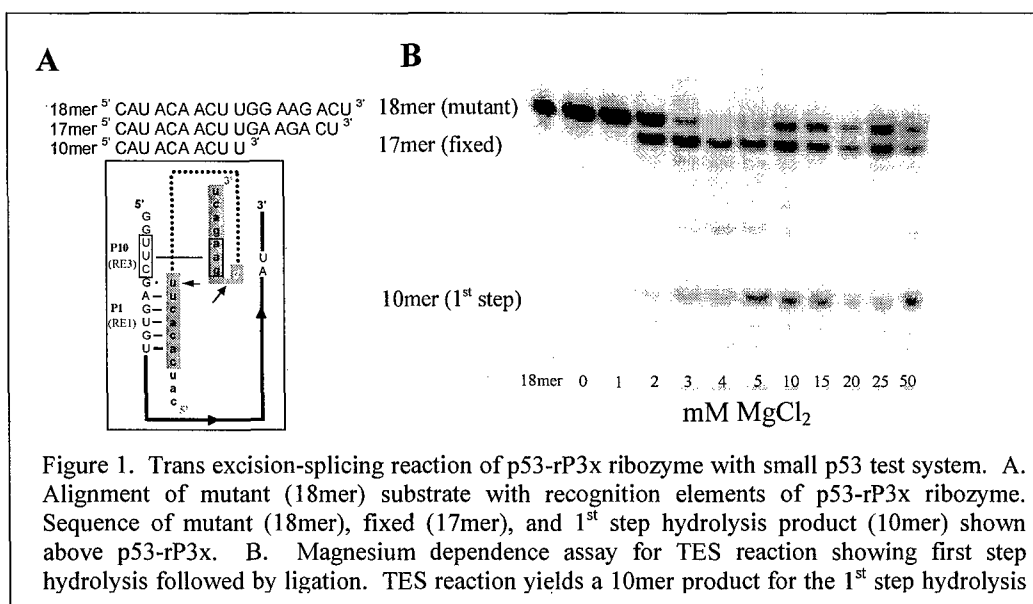 A
B
18mer 5' CAU ACA ACU UGG AAG ACU 3'
17mer 5' CAU ACA ACU UGA AGA CU 3'
10mer 5' CAU ACA ACU U 3'
18mer (mutant)
17mer (fixed)
10mer (1st step)
5'
G
G
U
U
C
G
A
G
U
G
U
P10
(RE3)
P1
(RE1)
3'
u
c
a
g
a
a
g
u
u
c
a
a
c
a
u
a
c
5'
3'
U
A
18mer 0 1 2 3 4 5 10 15 20 25 50
mM MgCl2
Figure 1. Trans excision-splicing reaction of p53-rP3x ribozyme with small p53 test system. A.
Alignment of mutant (18mer) substrate with recognition elements of p53-rP3x ribozyme.
Sequence of mutant (18mer), fixed (17mer), and 1st step hydrolysis product (10mer) shown
above p53-rP3x. B. Magnesium dependence assay for TES reaction showing first step
hydrolysis followed by ligation. TES reaction yields a 10mer product for the 1st step hydrolysis